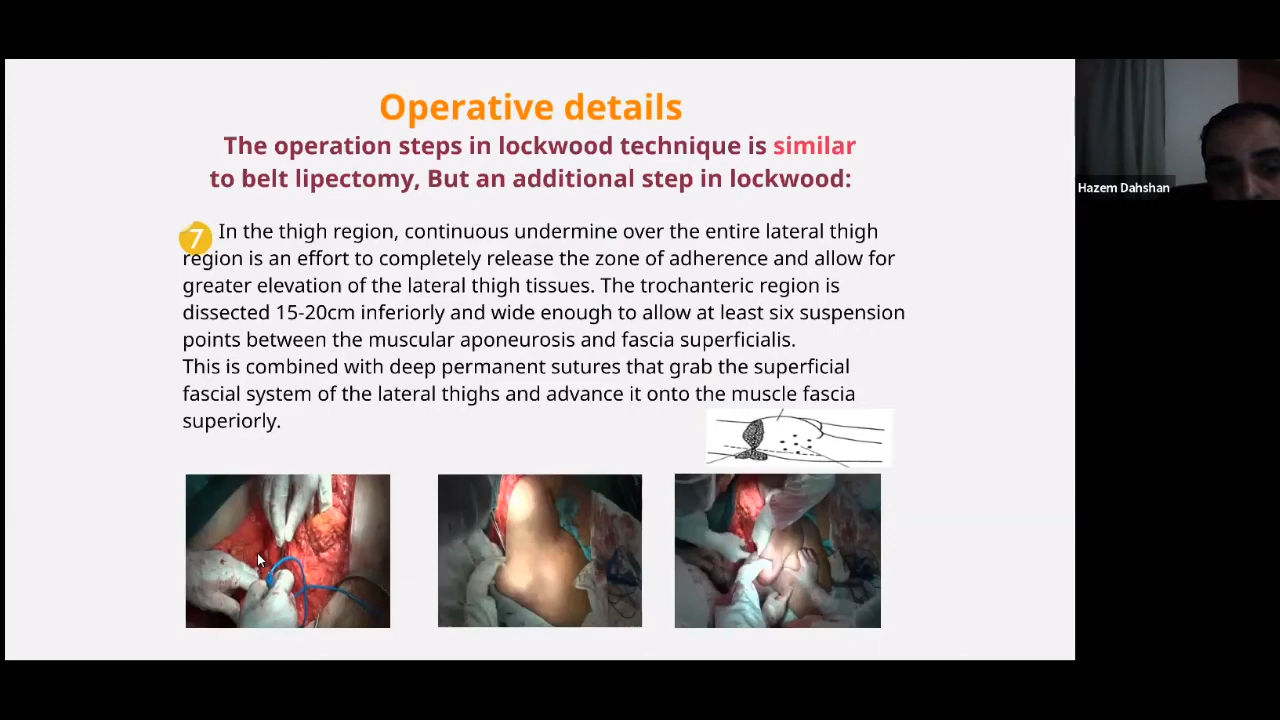 Operative details
The operation steps in lockwood technique is similar
to belt lipectomy, But an additional step in lockwood:
7 In the thigh region, continuous undermine over the entire lateral thigh
region is an effort to completely release the zone of adherence and allow for
greater elevation of the lateral thigh tissues. The trochanteric region is
dissected 15-20cm inferiorly and wide enough to allow at least six suspension
points between the muscular aponeurosis and fascia superficialis.
This is combined with deep permanent sutures that grab the superficial
fascial system of the lateral thighs and advance it onto the muscle fascia
superiorly.
Hazem Dahshan